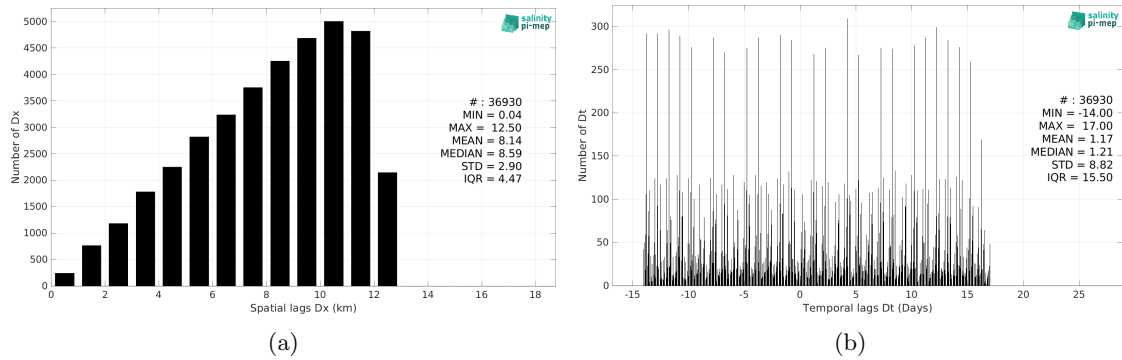 5000
4500
4000
3500
3000
2500
2000
1500
1000
500
0
Number of Dx
salinity
pi-mep
# : 36930
MIN = 0.04
MAX = 12.50
MEAN = 8.14
MEDIAN = 8.59
STD = 2.90
IQR = 4.47
0 2 4 6 8 10 12 14 16 18
Spatial lags Dx (km)
(a)
300
250
200
150
100
50
0
Number of Dt
salinity
pi-mep
# : 36930
MIN = -14.00
MAX = 17.00
MEAN = 1.17
MEDIAN = 1.21
STD = 8.82
IQR = 15.50
-15 -10 -5 0 5 10 15 20 25
Temporal lags Dt (Days)
(b)